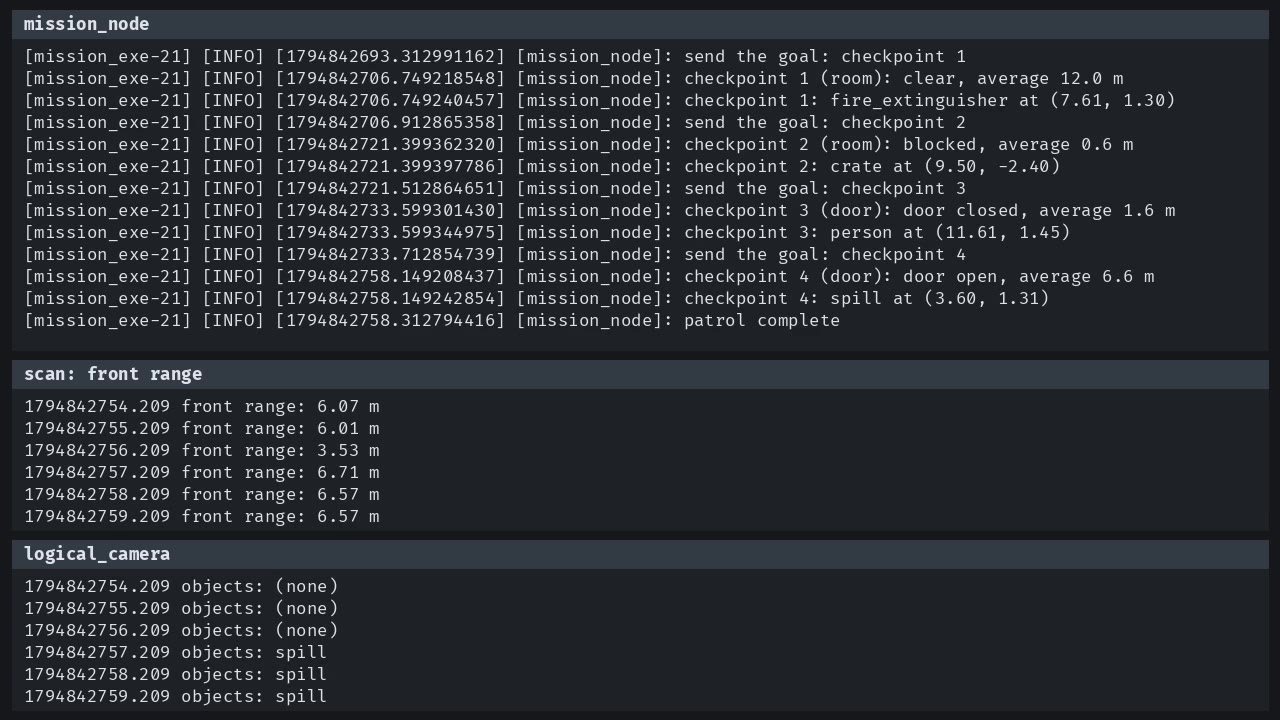 mission_node
[mission_exe-21] [INFO] [1794842693.312991162] [mission_node]: send the goal: checkpoint 1
[mission_exe-21] [INFO] [1794842706.749218548] [mission_node]: checkpoint 1 (room): clear, average 12.0 m
[mission_exe-21] [INFO] [1794842706.749240457] [mission_node]: checkpoint 1: fire_extinguisher at (7.61, 1.30)
[mission_exe-21] [INFO] [1794842706.912865358] [mission_node]: send the goal: checkpoint 2
[mission_exe-21] [INFO] [1794842721.399362320] [mission_node]: checkpoint 2 (room): blocked, average 0.6 m
[mission_exe-21] [INFO] [1794842721.399397786] [mission_node]: checkpoint 2: crate at (9.50, -2.40)
[mission_exe-21] [INFO] [1794842721.512864651] [mission_node]: send the goal: checkpoint 3
[mission_exe-21] [INFO] [1794842733.599301430] [mission_node]: checkpoint 3 (door): door closed, average 1.6 m
[mission_exe-21] [INFO] [1794842733.599344975] [mission_node]: checkpoint 3: person at (11.61, 1.45)
[mission_exe-21] [INFO] [1794842733.712854739] [mission_node]: send the goal: checkpoint 4
[mission_exe-21] [INFO] [1794842758.149208437] [mission_node]: checkpoint 4 (door): door open, average 6.6 m
[mission_exe-21] [INFO] [1794842758.149242854] [mission_node]: checkpoint 4: spill at (3.60, 1.31)
[mission_exe-21] [INFO] [1794842758.312794416] [mission_node]: patrol complete
scan: front range
1794842754.209 front range: 6.07 m
1794842755.209 front range: 6.01 m
1794842756.209 front range: 3.53 m
1794842757.209 front range: 6.71 m
1794842758.209 front range: 6.57 m
1794842759.209 front range: 6.57 m
logical_camera
1794842754.209 objects: (none)
1794842755.209 objects: (none)
1794842756.209 objects: (none)
1794842757.209 objects: spill
1794842758.209 objects: spill
1794842759.209 objects: spill